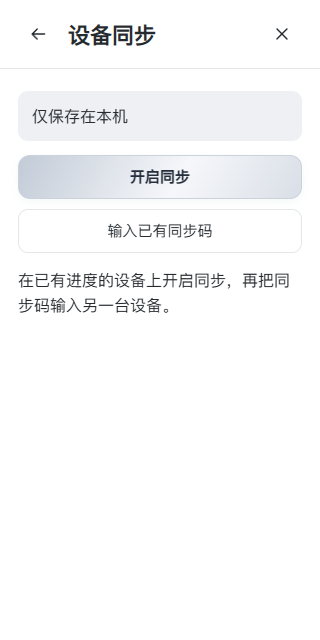 设备同步
仅保存在本机
开启同步
输入已有同步码
在已有进度的设备上开启同步，再把同
步码输入另一台设备。